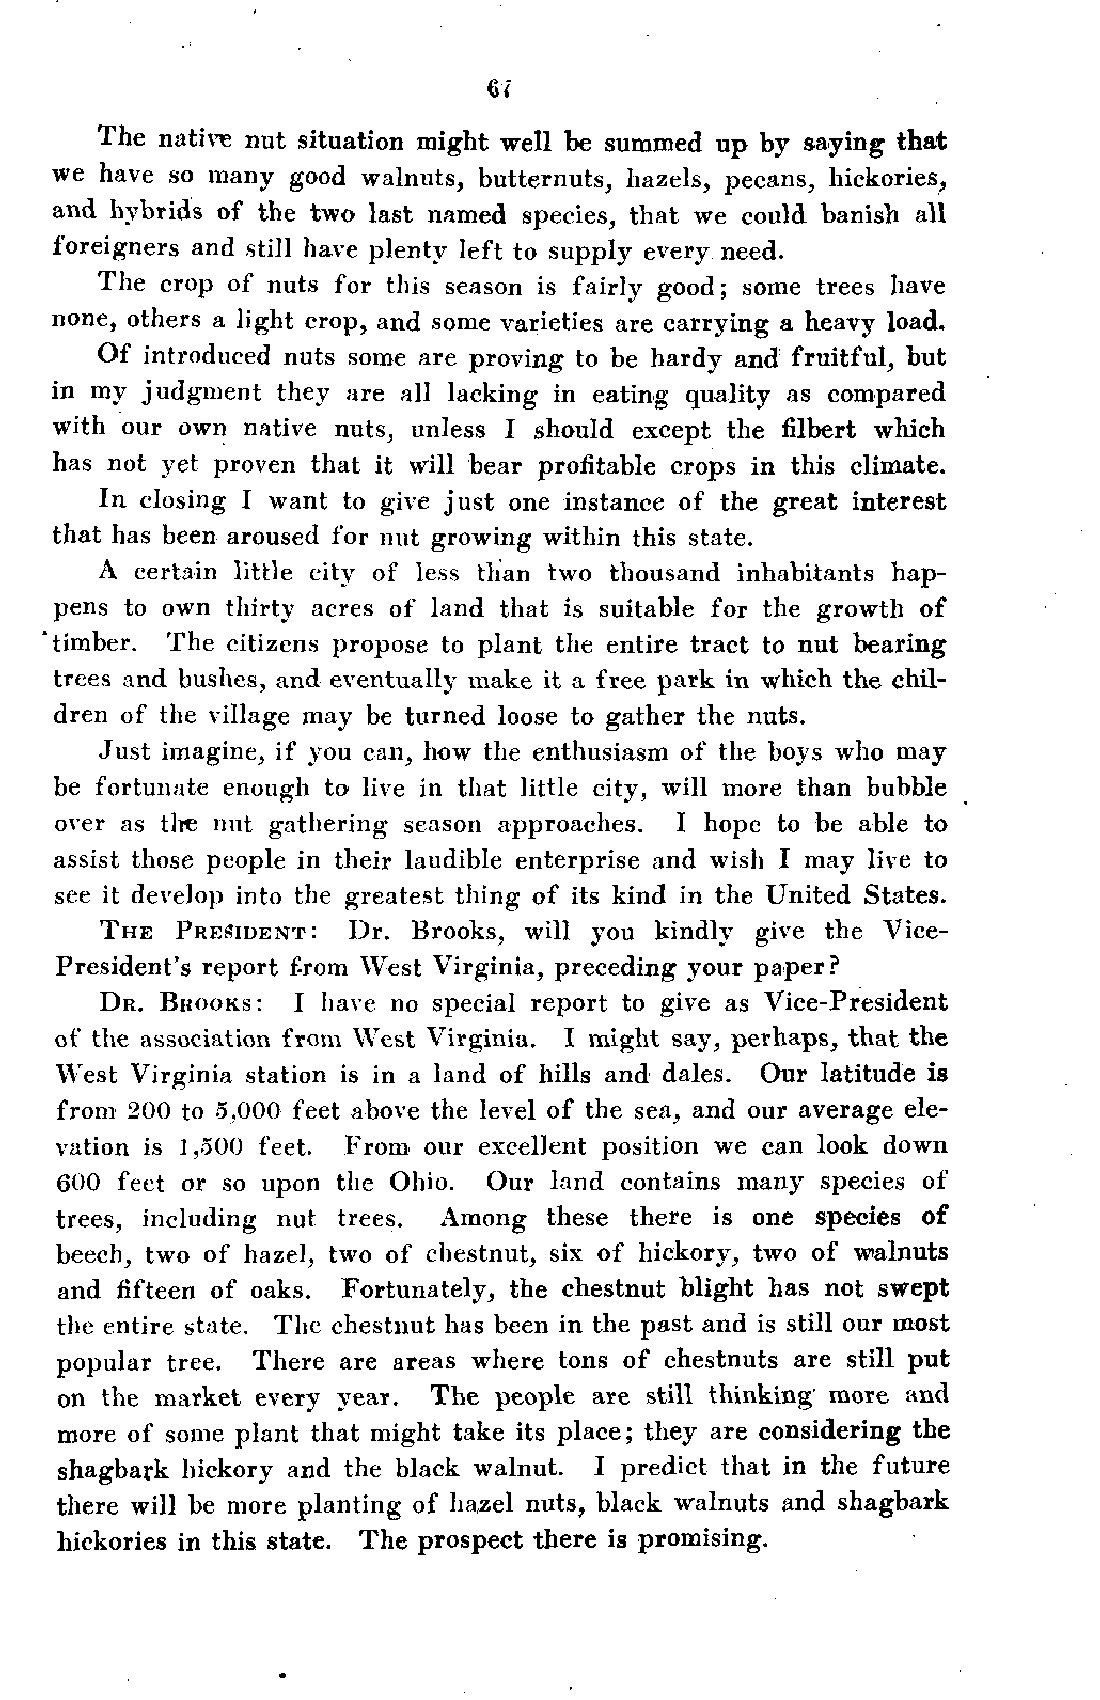 67
The native nut situation might well be summed up by saying that
we have so many good walnuts, butternuts, hazels, pecans, hickories,
and hybrids of the two last named species, that we could banish all
foreigners and still have plenty left to supply every need.
The crop of nuts for this season is fairly good; some trees have
none, others a light crop, and some varieties are carrying a heavy load.
Of introduced nuts some are proving to be hardy and fruitful, but
in my judgment they are all lacking in eating quality as compared
with our own native nuts, unless I should except the filbert which
has not yet proven that it will bear profitable crops in this climate.
In closing I want to give just one instance of the great interest
that has been aroused for nut growing within this state.
A certain little city of less than two thousand inhabitants hap-
pens to own thirty acres of land that is suitable for the growth of
timber. The citizens propose to plant the entire tract to nut bearing
trees and bushes, and eventually make it a free park in which the chil-
dren of the village may be turned loose to gather the nuts.
Just imagine, if you can, how the enthusiasm of the boys who may
be fortunate enough to live in that little city, will more than bubble
over as the nut gathering season approaches. I hope to be able to
assist those people in their laudible enterprise and wish I may live to
see it develop into the greatest thing of its kind in the United States.
THE PRESIDENT: Dr. Brooks, will you kindly give the Vice-
President's report from West Virginia, preceding your paper?
DR. BROOKS: I have no special report to give as Vice-President
of the association from West Virginia. I might say, perhaps, that the
West Virginia station is in a land of hills and dales. Our latitude is
from 200 to 5,000 feet above the level of the sea, and our average ele-
vation is 1,500 feet. From our excellent position we can look down
600 feet or so upon the Ohio. Our land contains many species of
trees, including nut trees. Among these there is one species of
beech, two of hazel, two of chestnut, six of hickory, two of walnuts
and fifteen of oaks. Fortunately, the chestnut blight has not swept
the entire state. The chestnut has been in the past and is still our most
popular tree. There are areas where tons of chestnuts are still put
on the market every year. The people are still thinking more and
more of some plant that might take its place; they are considering the
shagbark hickory and the black walnut. I predict that in the future
there will be more planting of hazel nuts, black walnuts and shagbark
hickories in this state. The prospect there is promising.